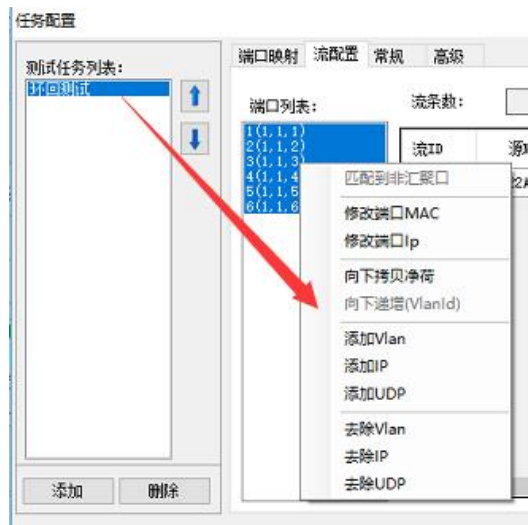 任务配置
测试任务列表：
环回测试
添加
删除
端口映射
流配置
常规
高级
端口列表：
1(1,1,1)
2(1,1,2)
3(1,1,3)
4(1,1,4
5(1,1,5
6(1,1,6
流条数：
流ID
匹配到非汇聚口
修改端口MAC
修改端口Ip
向下拷贝净荷
向下递增(VlanId)
添加Vlan
添加IP
添加UDP
去除Vlan
去除IP
去除UDP